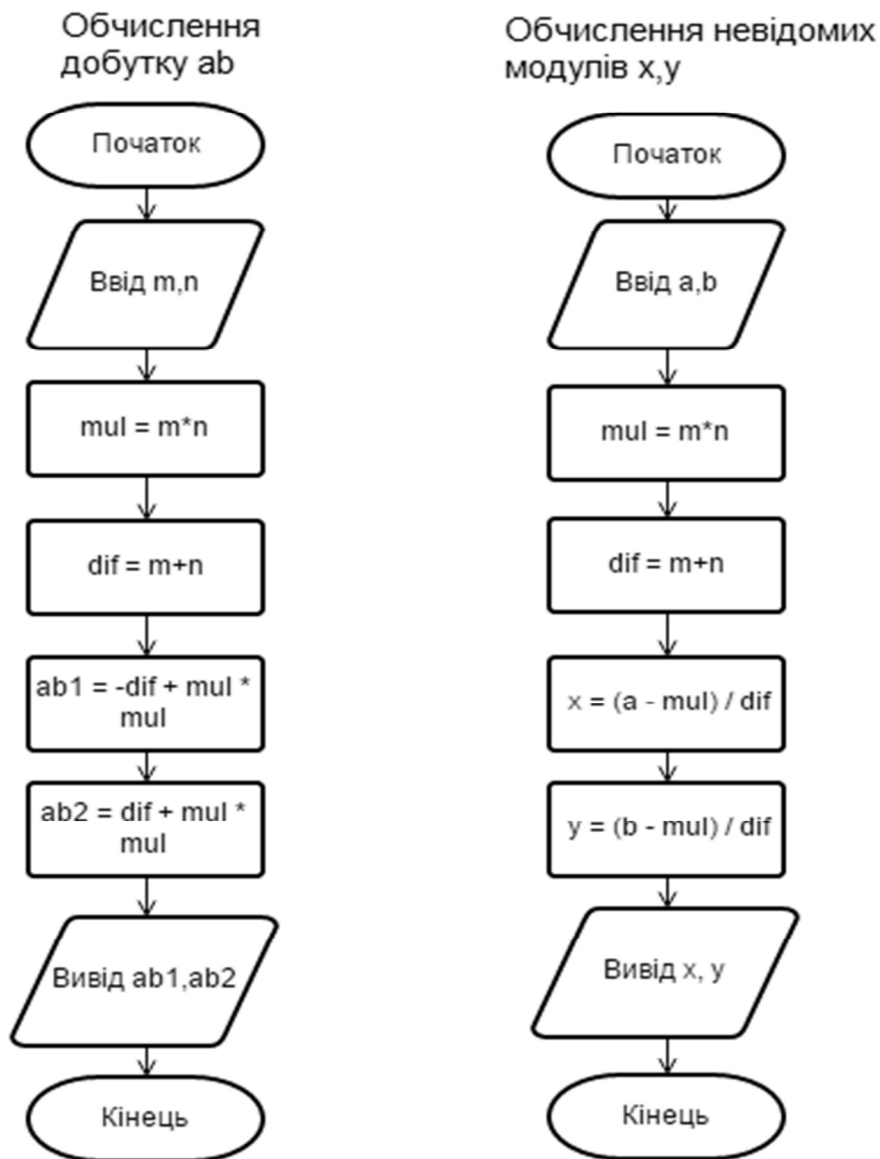 Обчислення
добутку ab
Початок
Ввід m,n
mul = m*n
dif = m+n
ab1 = -dif + mul *
mul
ab2 = dif + mul *
mul
Вивід ab1,ab2
Кінець
Обчислення невідомих
модулів x,y
Початок
Ввід a,b
mul = m*n
dif = m+n
x = (a - mul) / dif
y = (b - mul) / dif
Вивід x, y
Кінець